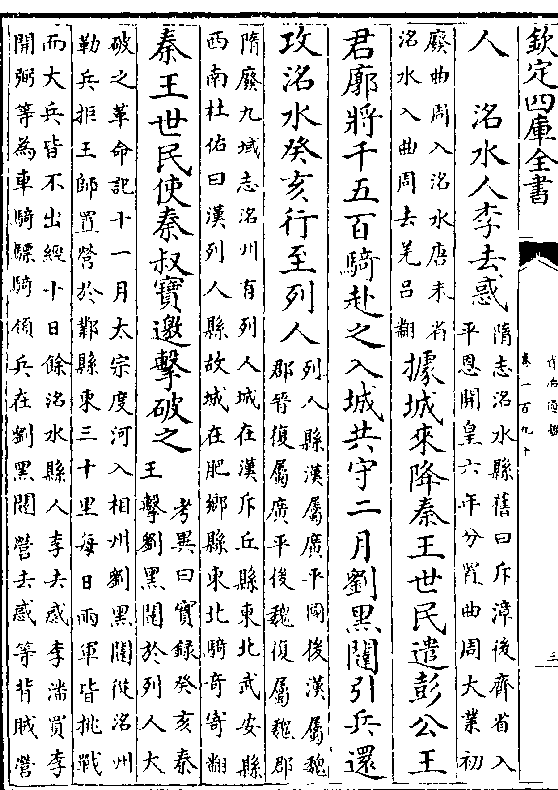 欽定四庫全書
資治通鑑
卷一百九十
三
人　洺水人李去惑
隋志洺水縣舊曰斥漳後齊省入
平恩開皇六年分置曲周大業初
廢曲周入洺水唐末省
洺水入曲周去羌呂翻
據城來降秦王世民遣彭公王
君廓將千五百騎赴之入城共守二月劉黑闥引兵還
攻洺水癸亥行至列人
列人縣漢屬廣平國後漢屬魏
郡晉復屬廣平後魏復屬魏郡
隋廢九域志洺州有列人城在漢斥丘縣東北武安縣
西南杜佑曰漢列人縣故城在肥鄉縣東北騎奇寄翻
秦王世民使秦叔寶邀擊破之
考異曰實錄癸亥秦
王擊劉黑闥於列人大
破之革命記十一月太宗度河入相州劉黑闥從洺州
勒兵拒王師置營於鄴縣東三十里每日兩軍皆挑戰
而大兵皆不出經十日餘洺水縣人李去惑李潘買李
開弼等為車騎驃騎領兵在劉黑闥營去惑等背賊營